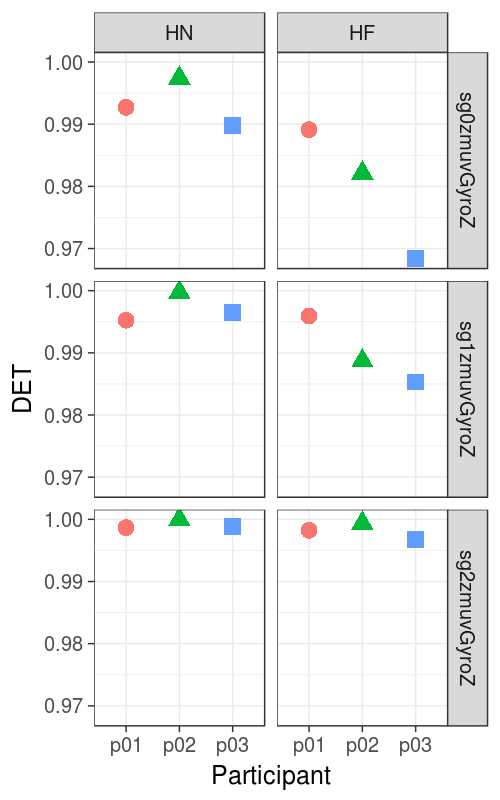 HN
HF
1.00
0.99
0.98
0.97
sg0zmuvGyroZ
1.00
0.99
0.98
0.97
sg1zmuvGyroZ
1.00
0.99
0.98
0.97
sg2zmuvGyroZ
DET
p01 p02 p03
p01 p02 p03
Participant